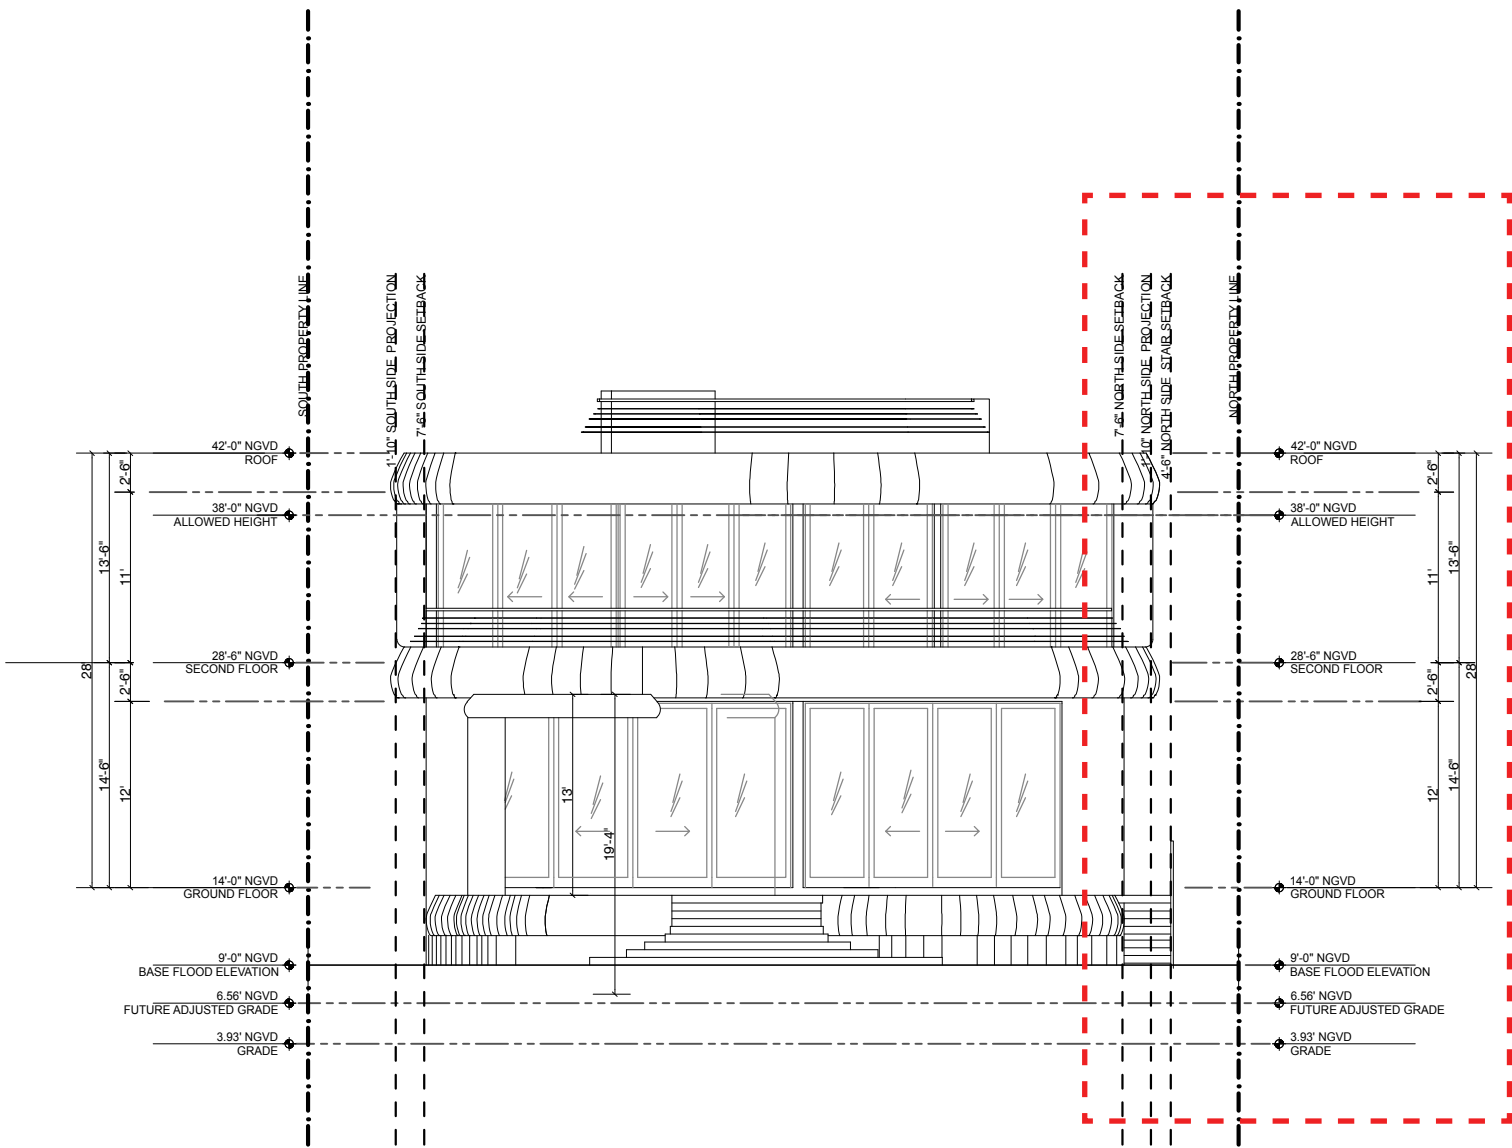 SOUTH PROPERTY LINE
1'-10" SOUTH SIDE PROJECTION
7'-6" SOUTH SIDE SETBACK
7'-6" NORTH SIDE SETBACK
1'-10" NORTH SIDE PROJECTION
4'-6" NORTH SIDE STAIR SETBACK
NORTH PROPERTY LINE
42'-0" NGVD
ROOF
38'-0" NGVD
ALLOWED HEIGHT
28'-6" NGVD
SECOND FLOOR
14'-0" NGVD
GROUND FLOOR
9'-0" NGVD
BASE FLOOD ELEVATION
6.56' NGVD
FUTURE ADJUSTED GRADE
3.93' NGVD
GRADE
28'
13'-6"
14'-6"
2'-6"
11'
2'-6"
12'
13'
19'-4"
42'-0" NGVD
ROOF
38'-0" NGVD
ALLOWED HEIGHT
28'-6" NGVD
SECOND FLOOR
14'-0" NGVD
GROUND FLOOR
9'-0" NGVD
BASE FLOOD ELEVATION
6.56' NGVD
FUTURE ADJUSTED GRADE
3.93' NGVD
GRADE
2'-6"
11'
2'-6"
12'
13'-6"
14'-6"
28'